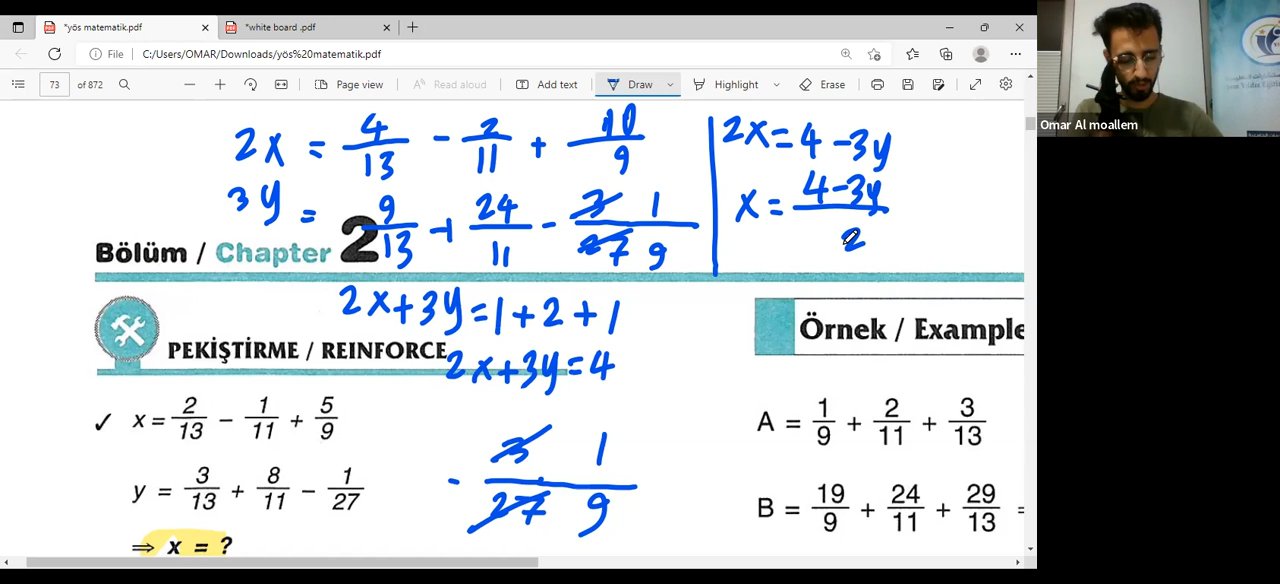 *yös matematik.pdf
*white board .pdf
File C:/Users/OMAR/Downloads/yös%20matematik.pdf
73 of 872 Page view Read aloud Add text Draw Highlight Erase
Omar Al moallem
2x = 4/13 - 2/11 + 10/9
3y = 9/13 + 24/11 - 3/27 1/9
2x = 4 - 3y
x = (4 - 3y)/2
Bölüm / Chapter 2
2x + 3y = 1 + 2 + 1
2x + 3y = 4
- 3/27 1/9
PEKİŞTİRME / REINFORCE
✓ x = 2/13 - 1/11 + 5/9
y = 3/13 + 8/11 - 1/27
⇒ x = ?
Örnek / Example
A = 1/9 + 2/11 + 3/13
B = 19/9 + 24/11 + 29/13 =